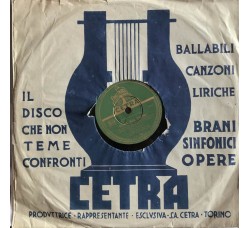 BALLABILI
CANZONI
LIRICHE
IL
DISCO
CHE NON
TEME
CONFRONTI
BRANI
SINFONICI
OPERE
CETRA
PRODUTTRICE - RAPPRESENTANTE - ESCLUSIVA - S.A. CETRA - TORINO